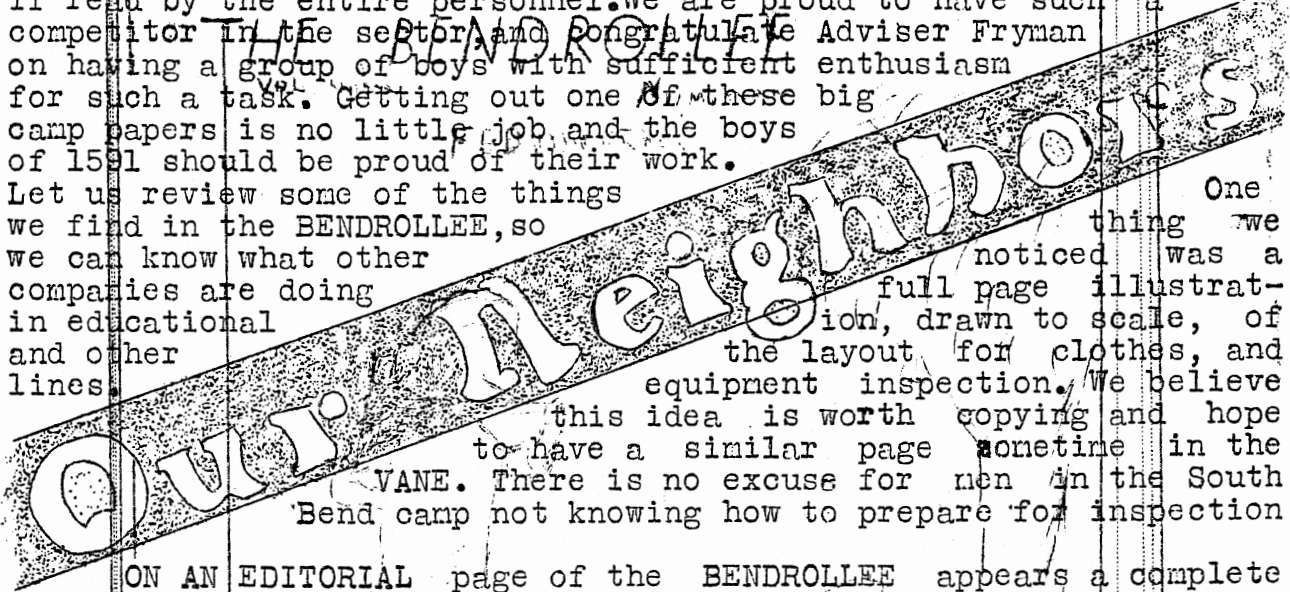 if read by the entire personnel.We are proud to have such a
competitor in the sector,and congratulate Adviser Fryman
on having a group of boys with sufficient enthusiasm
for such a task. Getting out one of these big
camp papers is no little job and the boys
of 1591 should be proud of their work.
Let us review some of the things
we find in the BENDROLLEE,so
we can know what other
companies are doing
in educational
and other
lines.
THE BENDROLLEE
Our Neighbors
One
thing we
noticed was a
full page illustrat-
ion, drawn to scale, of
the layout for clothes, and
equipment inspection. We believe
this idea is worth copying and hope
to have a similar page sometime in the
VANE. There is no excuse for men in the South
Bend camp not knowing how to prepare for inspection
ON AN EDITORIAL page of the BENDROLLEE appears a complete